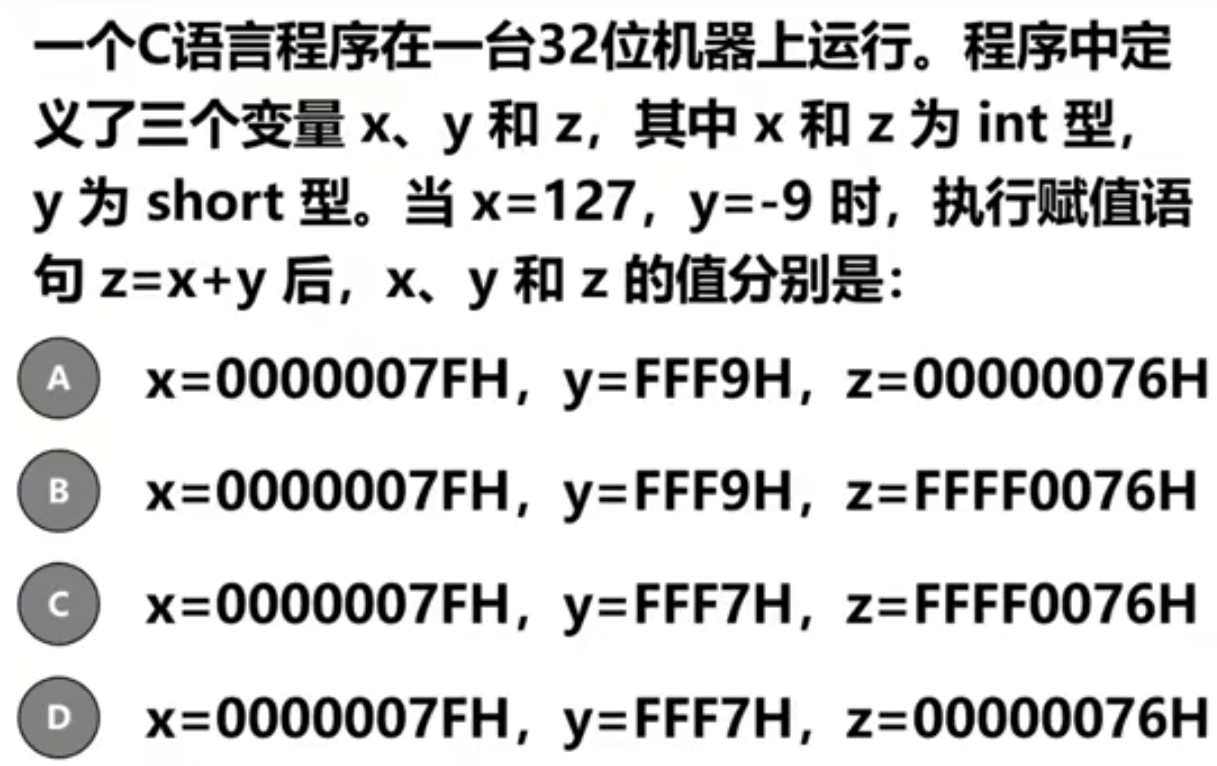 一个C语言程序在一台32位机器上运行。程序中定
义了三个变量 x、y 和 z，其中 x 和 z 为 int 型，
y 为 short 型。当 x=127，y=-9 时，执行赋值语
句 z=x+y 后，x、y 和 z 的值分别是：
A x=0000007FH，y=FFF9H，z=00000076H
B x=0000007FH，y=FFF9H，z=FFFF0076H
C x=0000007FH，y=FFF7H，z=FFFF0076H
D x=0000007FH，y=FFF7H，z=00000076H